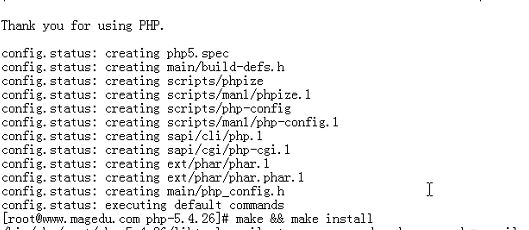 Thank you for using PHP.
config.status: creating php5.spec
config.status: creating main/build-defs.h
config.status: creating scripts/phpize
config.status: creating scripts/man1/phpize.1
config.status: creating scripts/php-config
config.status: creating scripts/man1/php-config.1
config.status: creating sapi/cli/php.1
config.status: creating sapi/cgi/php-cgi.1
config.status: creating ext/phar/phar.1
config.status: creating ext/phar/phar.phar.1
config.status: creating main/php_config.h
config.status: executing default commands
[root@www.magedu.com php-5.4.26]# make && make install